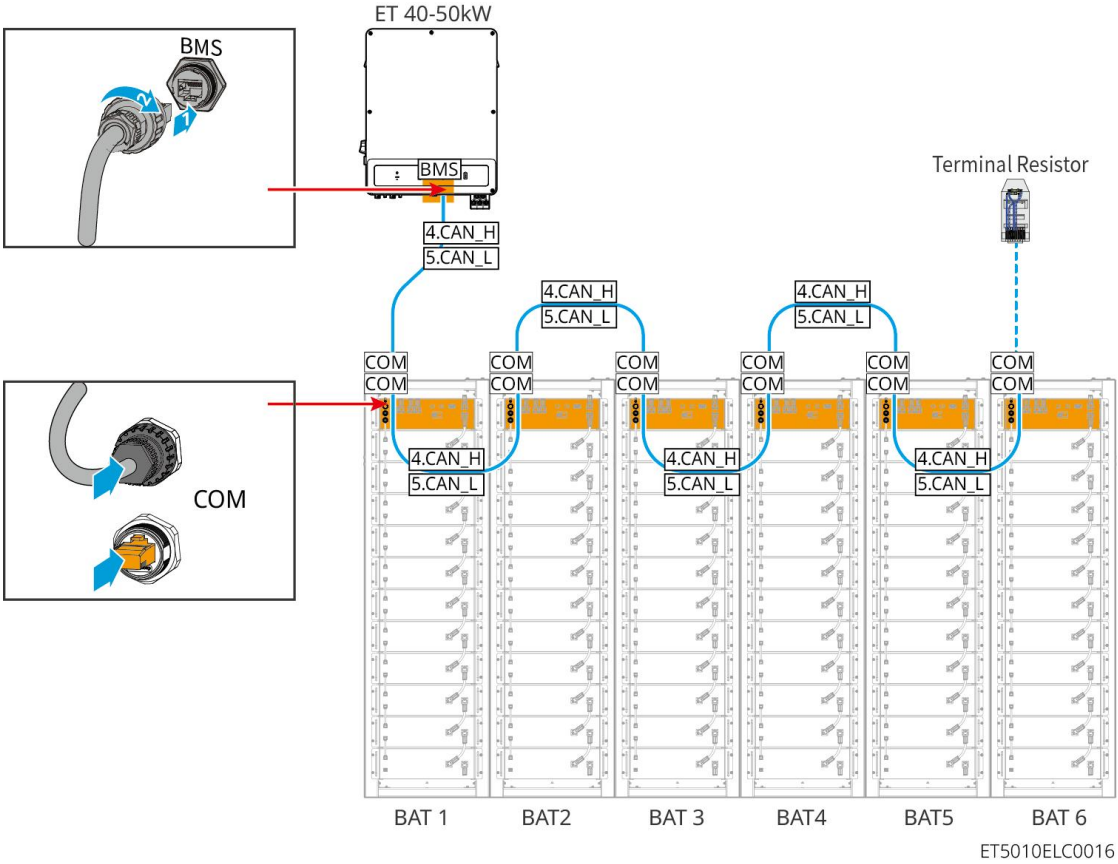 ET 40-50kW
BMS
2
1
BMS
Terminal Resistor
4.CAN_H
5.CAN_L
4.CAN_H
5.CAN_L
4.CAN_H
5.CAN_L
COM COM COM COM COM COM
COM COM COM COM COM COM
4.CAN_H
5.CAN_L
4.CAN_H
5.CAN_L
4.CAN_H
5.CAN_L
COM
BAT 1 BAT2 BAT 3 BAT4 BAT5 BAT 6
ET5010ELC0016